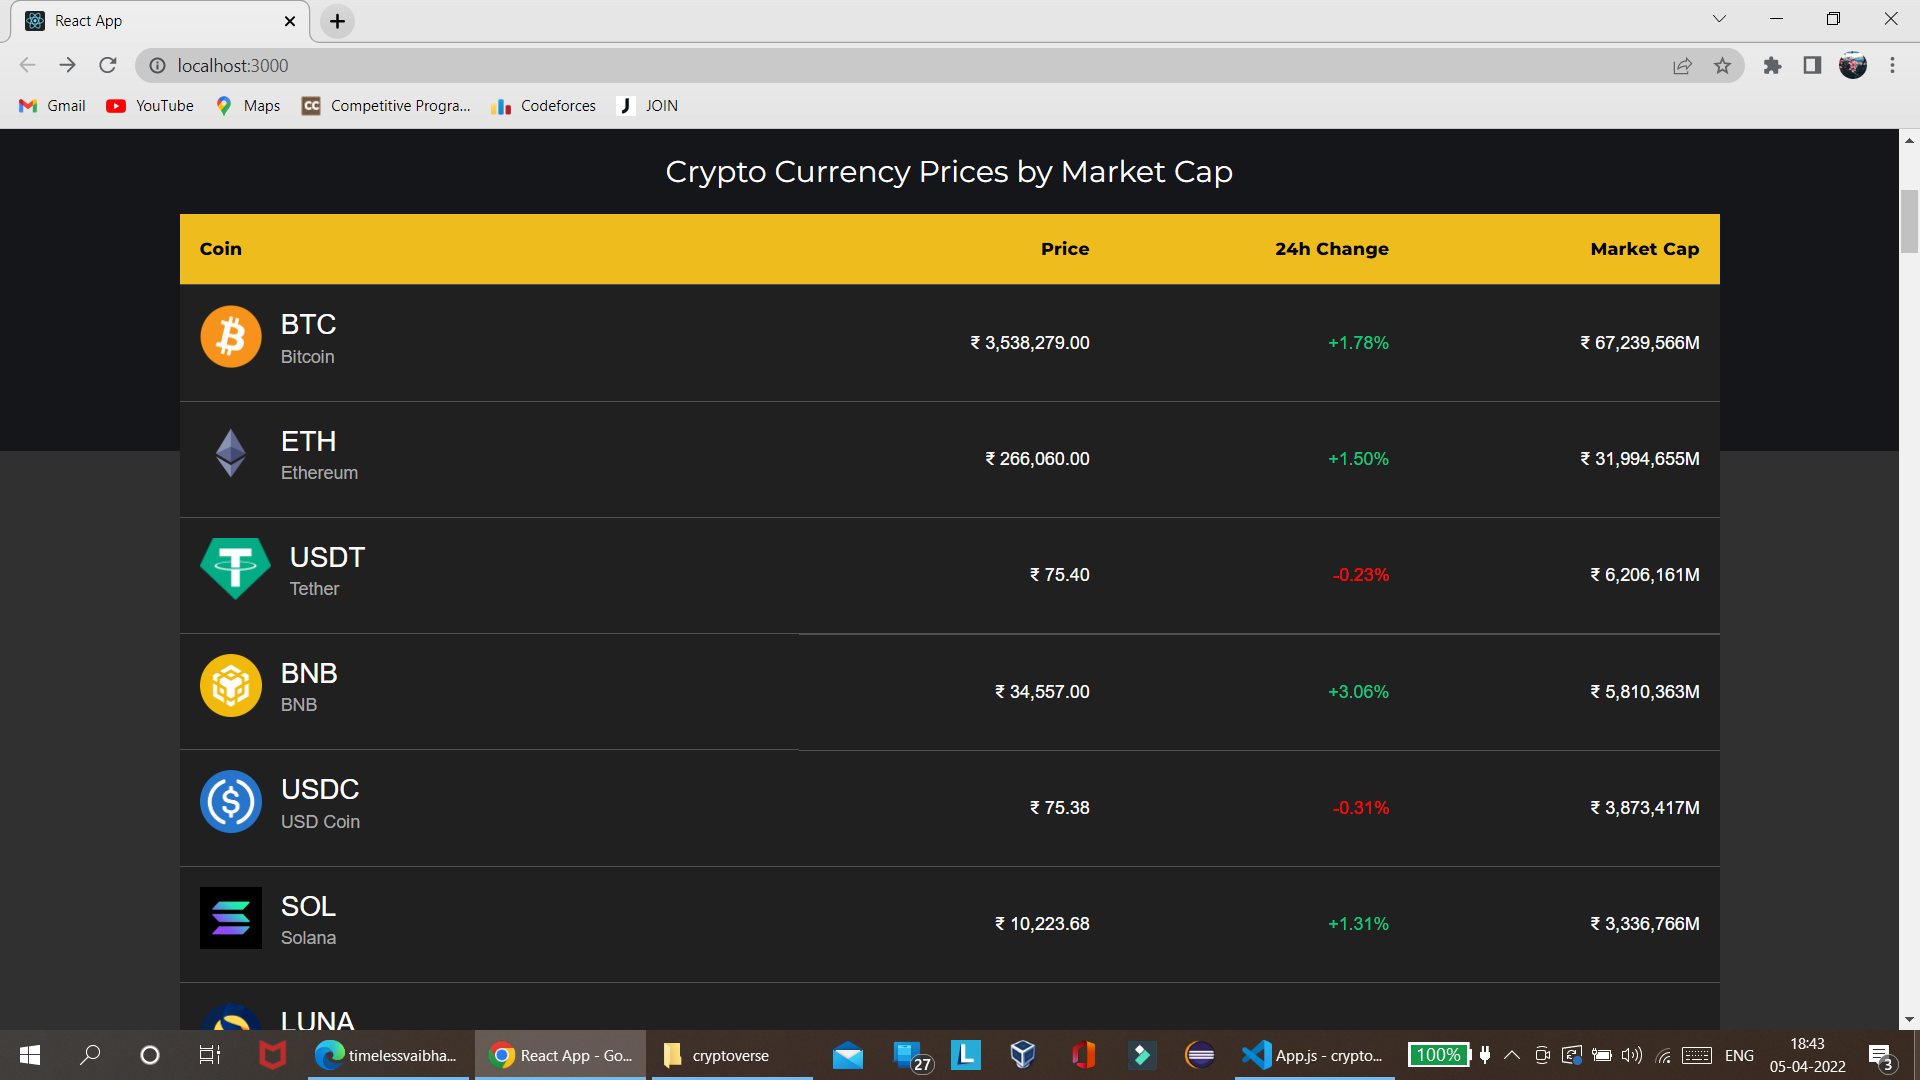 React App
localhost:3000
Gmail YouTube Maps CC Competitive Progra... Codeforces J JOIN
Crypto Currency Prices by Market Cap
Coin Price 24h Change Market Cap
BTC
Bitcoin
₹ 3,538,279.00 +1.78% ₹ 67,239,566M
ETH
Ethereum
₹ 266,060.00 +1.50% ₹ 31,994,655M
USDT
Tether
₹ 75.40 -0.23% ₹ 6,206,161M
BNB
BNB
₹ 34,557.00 +3.06% ₹ 5,810,363M
USDC
USD Coin
₹ 75.38 -0.31% ₹ 3,873,417M
SOL
Solana
₹ 10,223.68 +1.31% ₹ 3,336,766M
LUNA
timelessvaibha... React App - Go... cryptoverse 27 L App.js - crypto... 100% ENG
18:43
05-04-2022
3